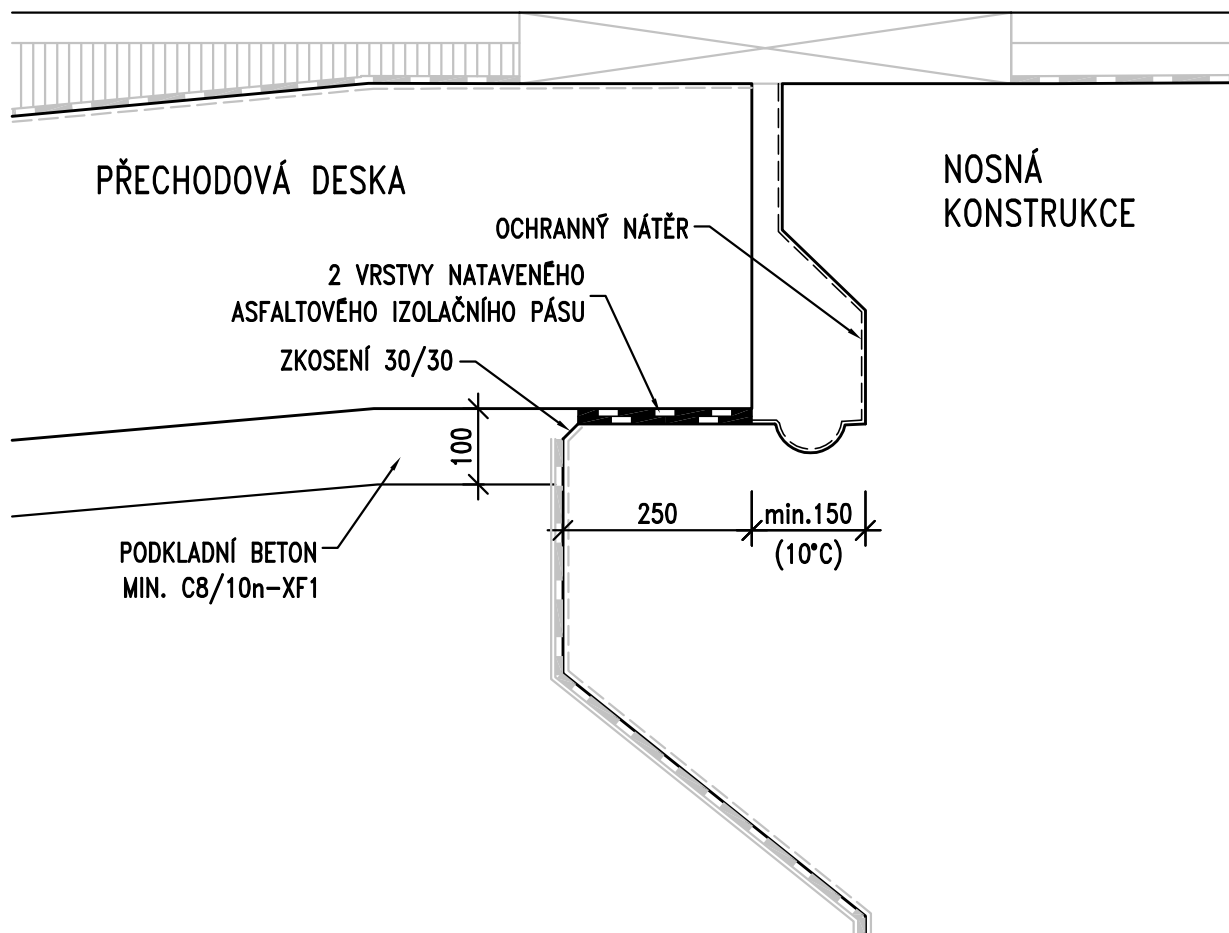 PŘECHODOVÁ DESKA
NOSNÁ
KONSTRUKCE
OCHRANNÝ NÁTĚR
2 VRSTVY NATAVENÉHO
ASFALTOVÉHO IZOLAČNÍHO PÁSU
ZKOSENÍ 30/30
100
250
min.150
(10°C)
PODKLADNÍ BETON
MIN. C8/10n-XF1